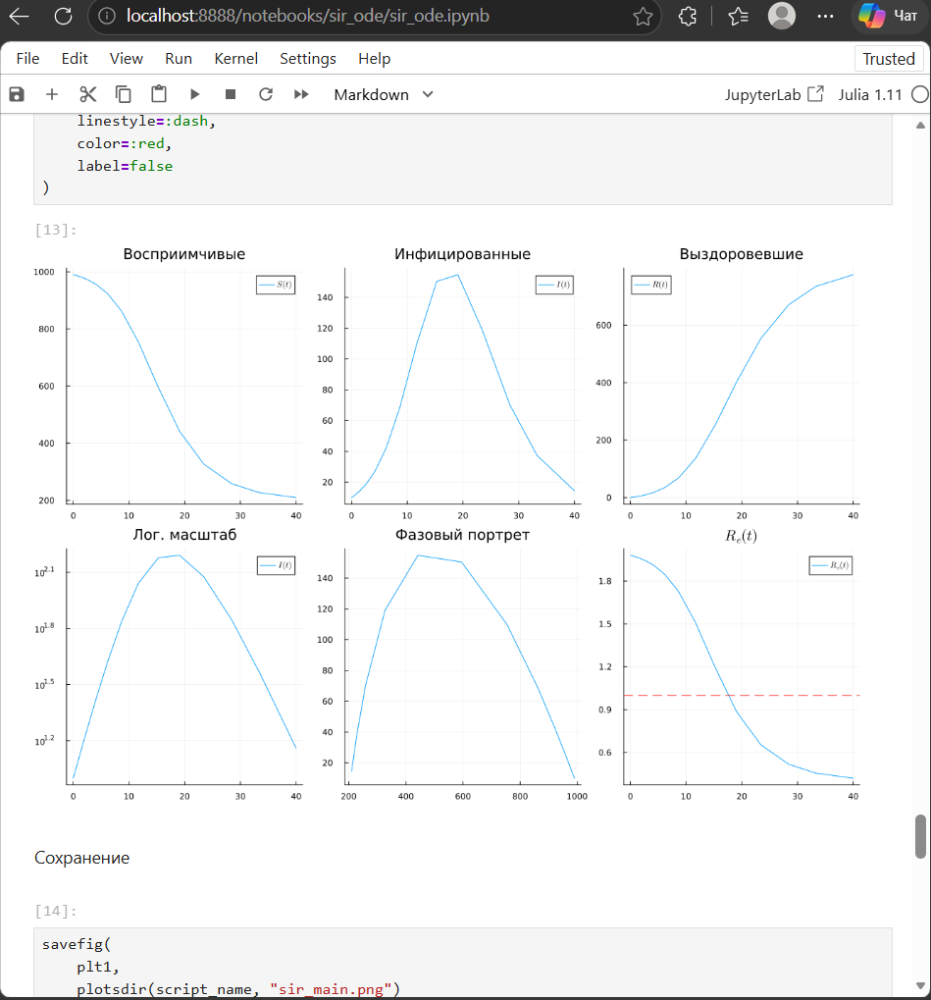 localhost:8888/notebooks/sir_ode/sir_ode.ipynb
Чат
File Edit View Run Kernel Settings Help
Trusted
Markdown
JupyterLab
Julia 1.11
linestyle=:dash,
color=:red,
label=false
)
[13]:
Восприимчивые
1000
800
600
400
200
0 10 20 30 40
S(t)
Инфицированные
140
120
100
80
60
40
20
0 10 20 30 40
I(t)
Выздоровевшие
600
400
200
0
0 10 20 30 40
R(t)
Лог. масштаб
10^2.1
10^1.8
10^1.5
10^1.2
0 10 20 30 40
I(t)
Фазовый портрет
140
120
100
80
60
40
20
200 400 600 800 1000
R_e(t)
1.8
1.5
1.2
0.9
0.6
0 10 20 30 40
R_e(t)
Сохранение
[14]:
savefig(
plt1,
plotsdir(script_name, "sir_main.png")